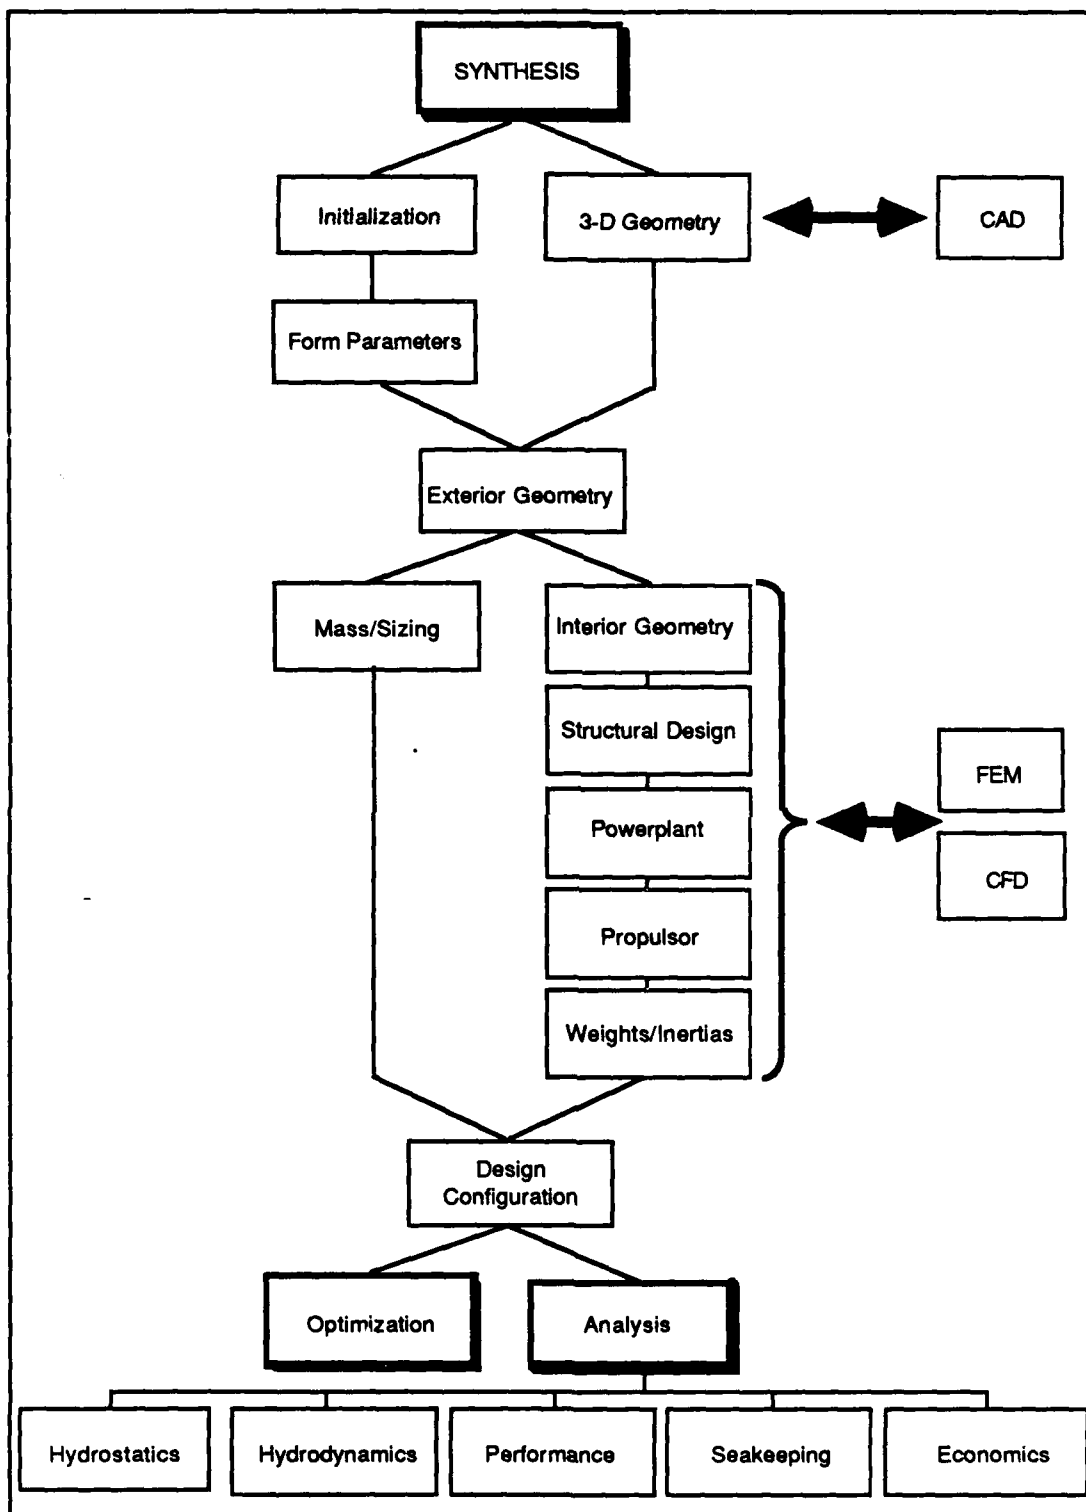 SYNTHESIS
Initialization
3-D Geometry
CAD
Form Parameters
Exterior Geometry
Mass/Sizing
Interior Geometry
Structural Design
FEM
Powerplant
CFD
Propulsor
Weights/Inertias
Design
Configuration
Optimization
Analysis
Hydrostatics
Hydrodynamics
Performance
Seakeeping
Economics